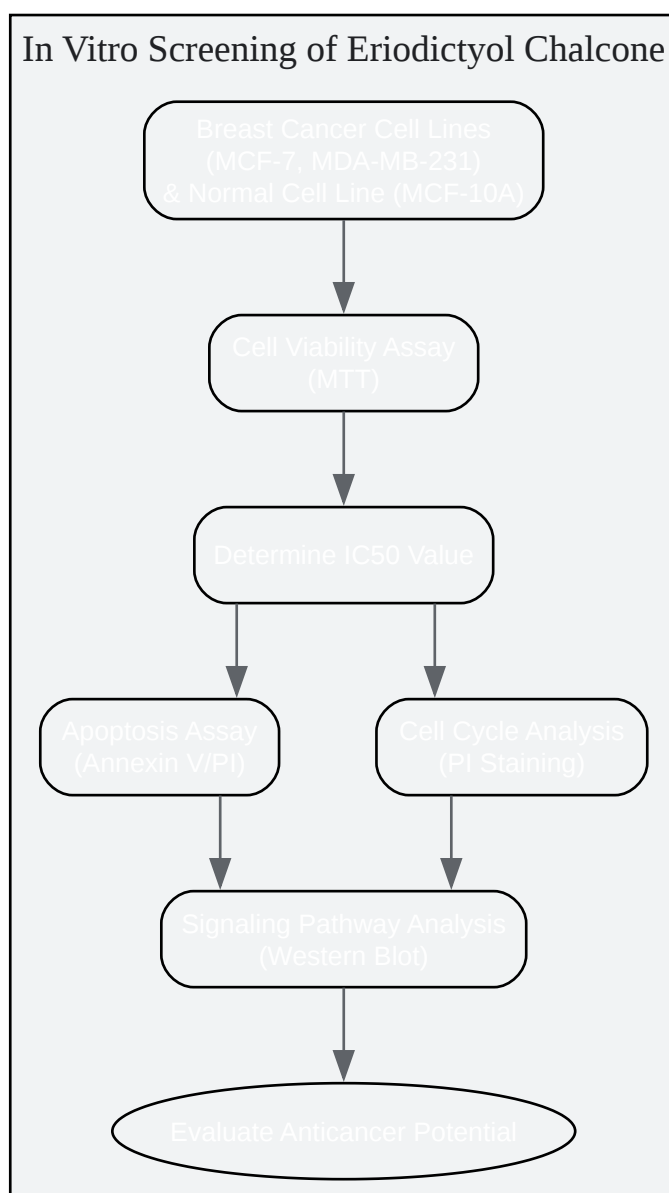 In Vitro Screening of Eriodictyol Chalcone
Breast Cancer Cell Lines
(MCF-7, MDA-MB-231)
& Normal Cell Line (MCF-10A)
Cell Viability Assay
(MTT)
Determine IC50 Value
Apoptosis Assay
(Annexin V/PI)
Cell Cycle Analysis
(PI Staining)
Signaling Pathway Analysis
(Western Blot)
Evaluate Anticancer Potential